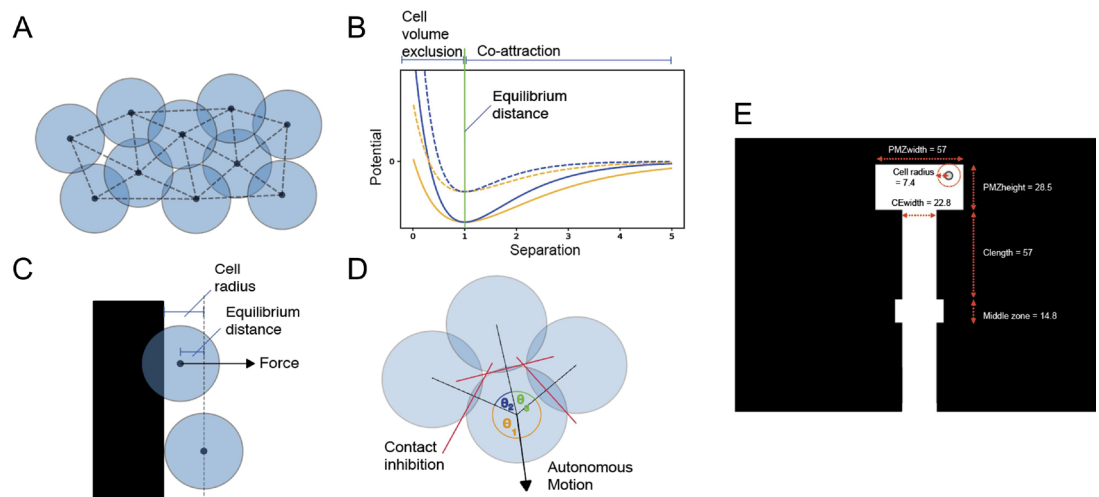 A
B
Cell
volume
exclusion
Co-attraction
Equilibrium
distance
Potential
0
0
1
2
3
4
5
Separation
C
Cell
radius
Equilibrium
distance
Force
D
θ2
θ3
θ1
Contact
inhibition
Autonomous
Motion
E
PMZwidth = 57
Cell radius
= 7.4
PMZheight = 28.5
CEwidth = 22.8
Clength = 57
Middle zone = 14.8